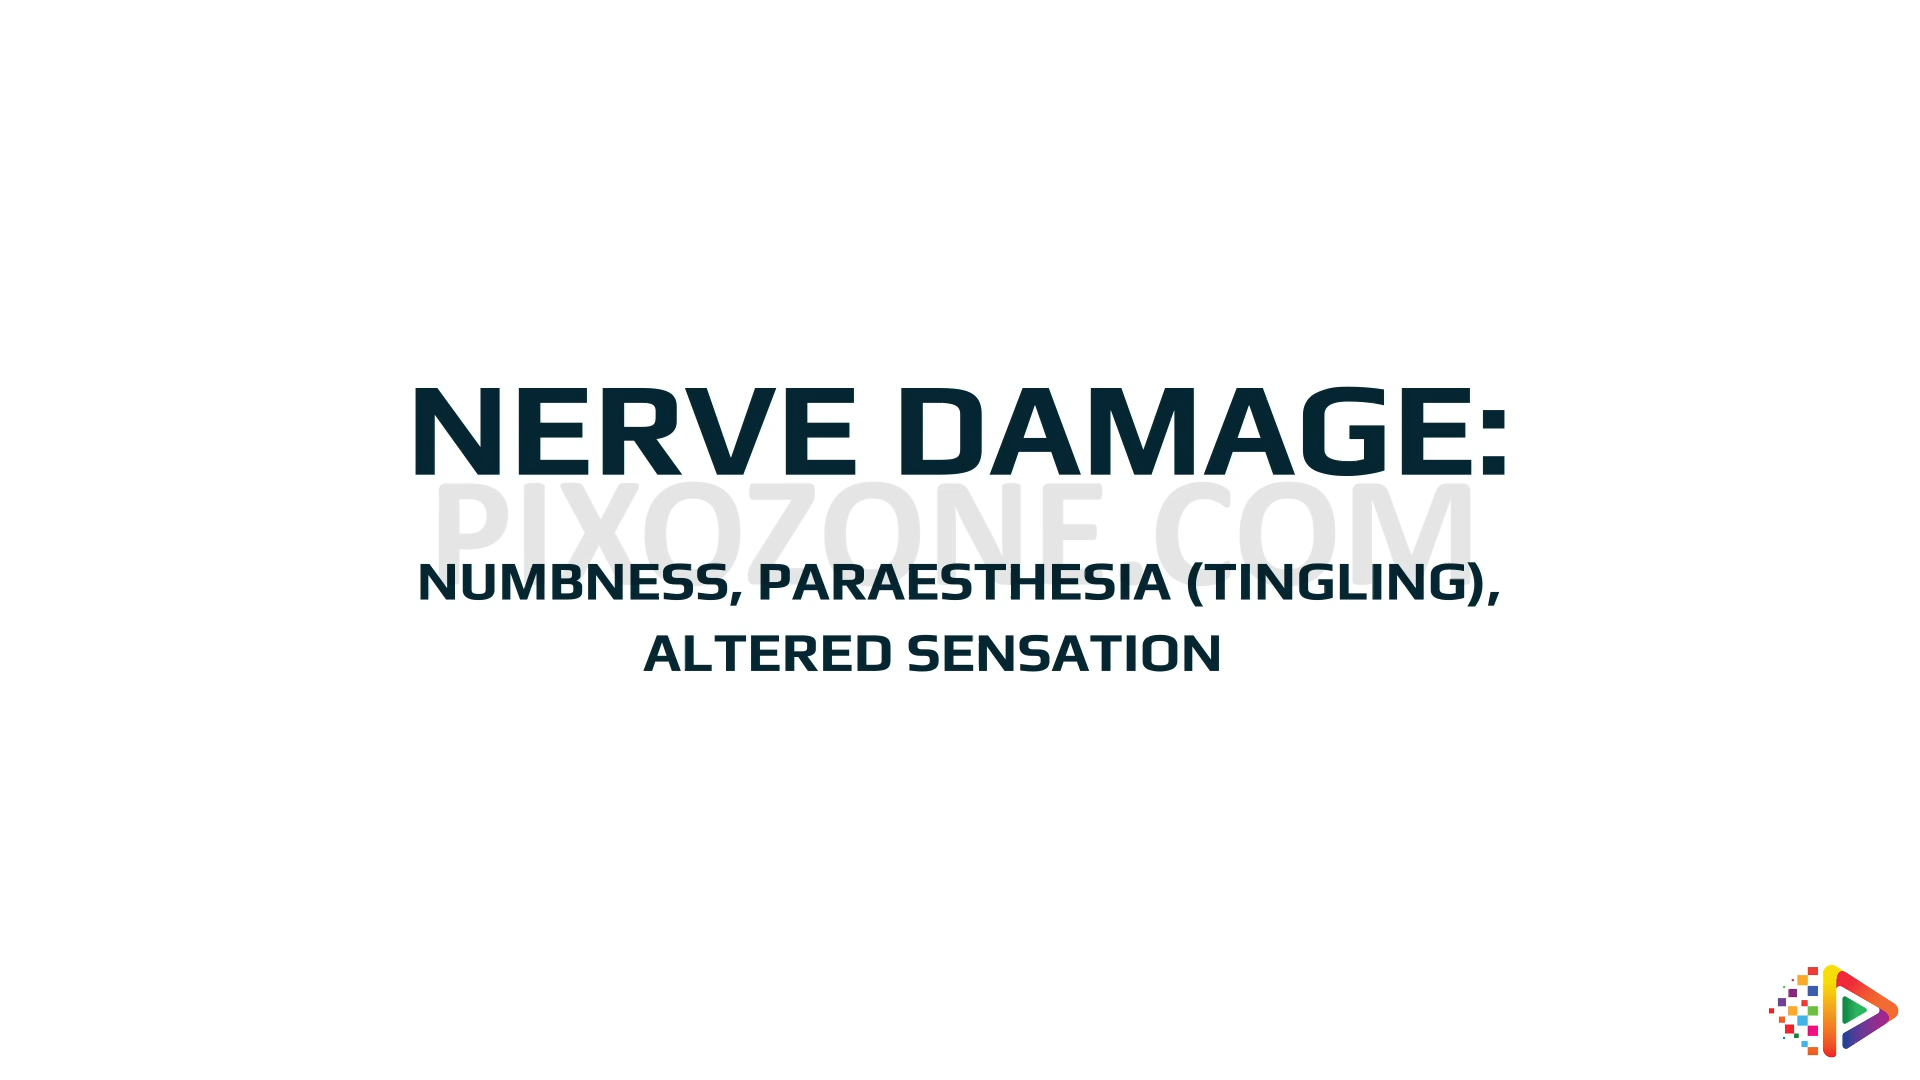 NERVE DAMAGE:
PIXOZONE.COM
NUMBNESS, PARAESTHESIA (TINGLING),
ALTERED SENSATION